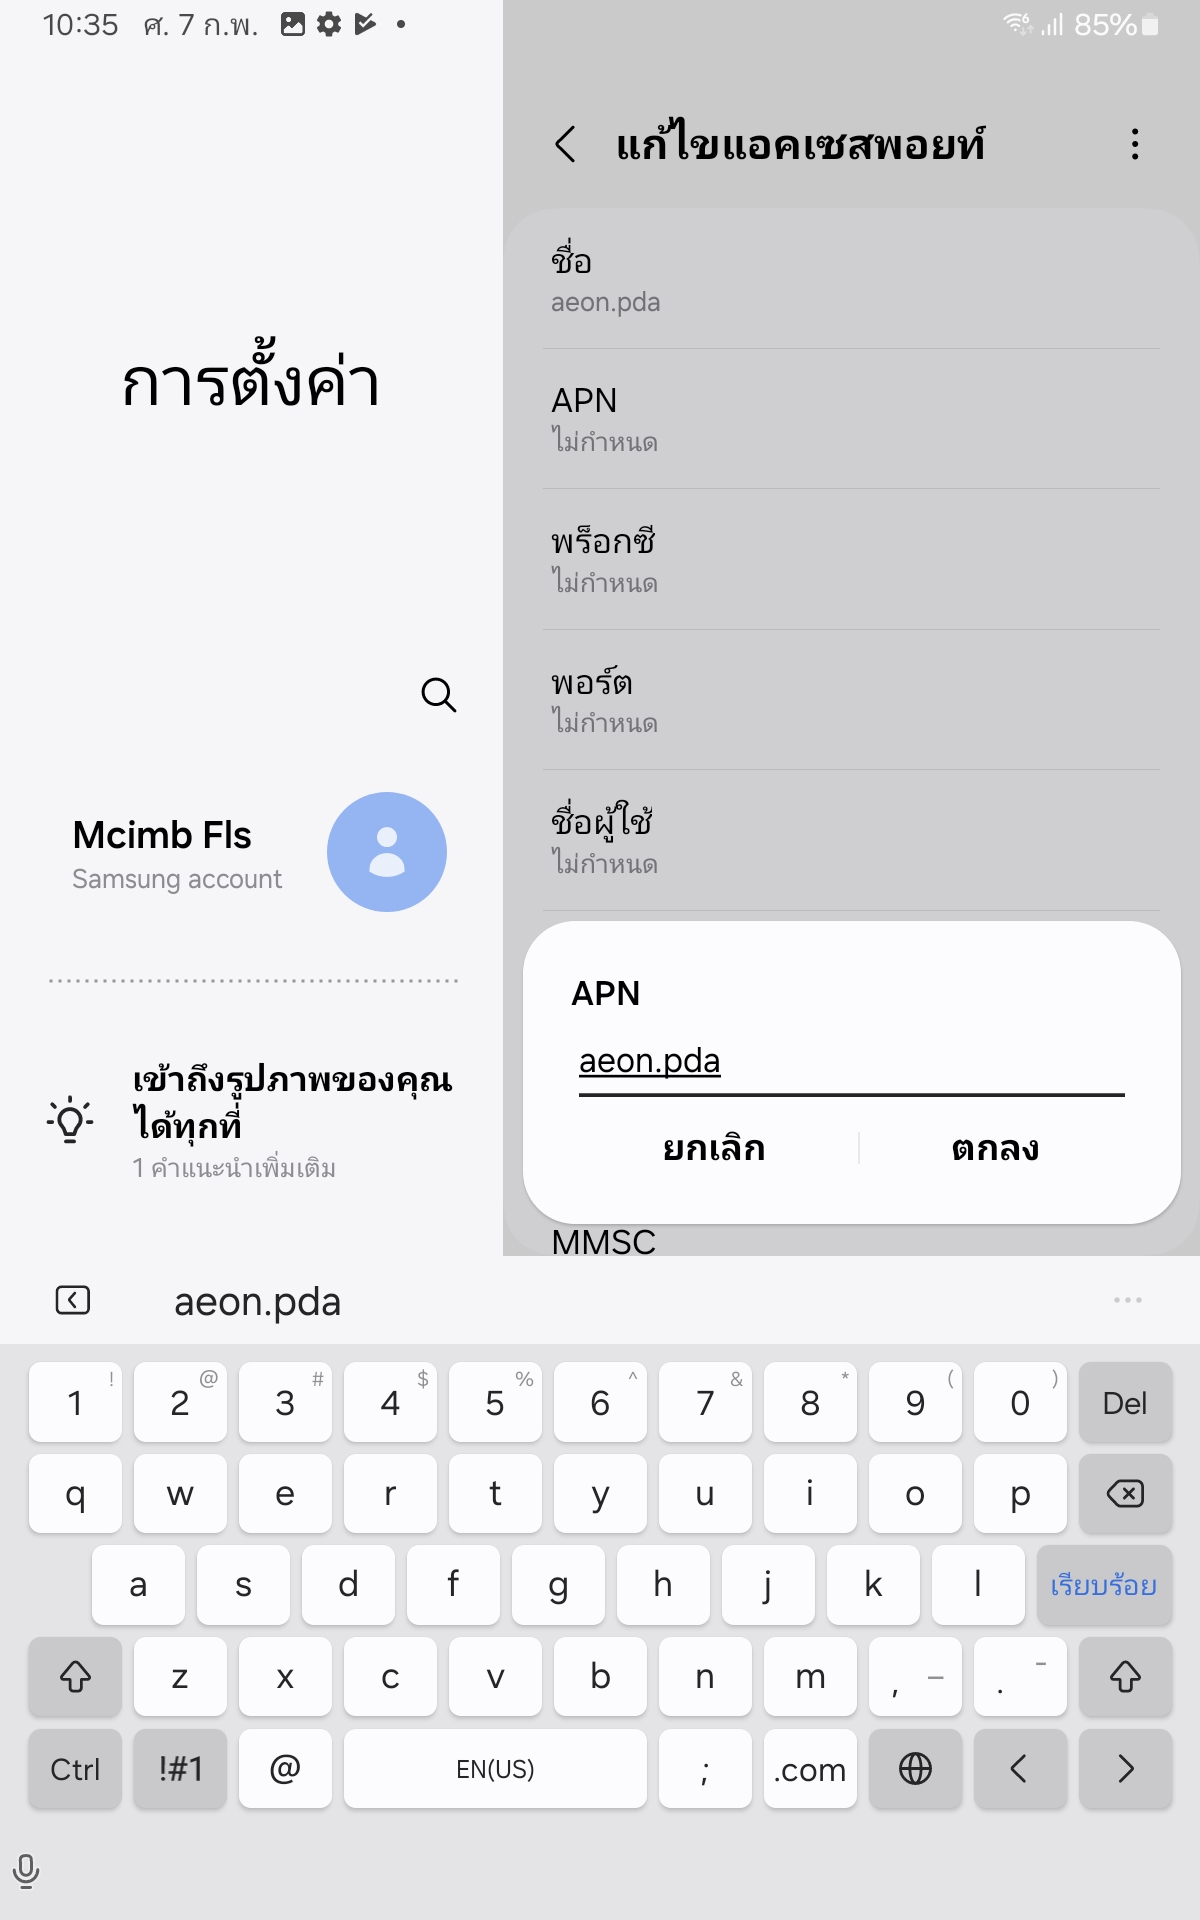 10:35 ศ. 7 ก.พ.
85%
การตั้งค่า
Mcimb Fls
Samsung account
เข้าถึงรูปภาพของคุณ
ได้ทุกที่
1 คำแนะนำเพิ่มเติม
แก้ไขแอคเซสพอยท์
ชื่อ
aeon.pda
APN
ไม่กำหนด
พร็อกซี
ไม่กำหนด
พอร์ต
ไม่กำหนด
ชื่อผู้ใช้
ไม่กำหนด
APN
aeon.pda
ยกเลิก ตกลง
MMSC
aeon.pda ...
! @ # $ % ^ & * ( )
1 2 3 4 5 6 7 8 9 0 Del
q w e r t y u i o p
a s d f g h j k l เรียบร้อย
z x c v b n m , – . -
Ctrl !#1 @ EN(US) ; .com < >